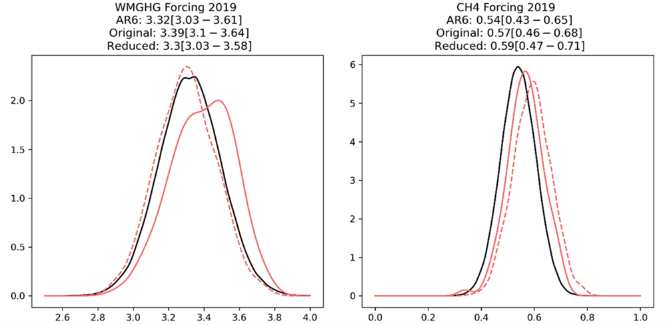 WMGHG Forcing 2019
AR6: 3.32[3.03 − 3.61]
Original: 3.39[3.1 − 3.64]
Reduced: 3.3[3.03 − 3.58]
2.0
1.5
1.0
0.5
0.0
2.6 2.8 3.0 3.2 3.4 3.6 3.8 4.0
CH4 Forcing 2019
AR6: 0.54[0.43 − 0.65]
Original: 0.57[0.46 − 0.68]
Reduced: 0.59[0.47 − 0.71]
6
5
4
3
2
1
0
0.0 0.2 0.4 0.6 0.8 1.0